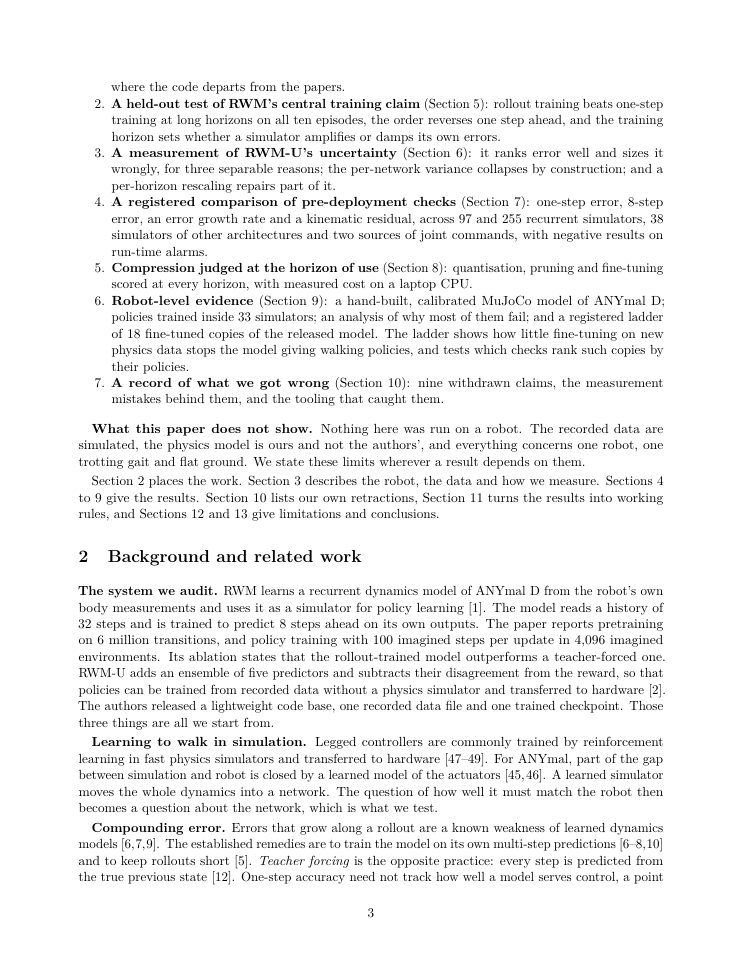 where the code departs from the papers.
2. A held-out test of RWM's central training claim (Section 5): rollout training beats one-step
training at long horizons on all ten episodes, the order reverses one step ahead, and the training
horizon sets whether a simulator amplifies or damps its own errors.
3. A measurement of RWM-U's uncertainty (Section 6): it ranks error well and sizes it
wrongly, for three separable reasons; the per-network variance collapses by construction; and a
per-horizon rescaling repairs part of it.
4. A registered comparison of pre-deployment checks (Section 7): one-step error, 8-step
error, an error growth rate and a kinematic residual, across 97 and 255 recurrent simulators, 38
simulators of other architectures and two sources of joint commands, with negative results on
run-time alarms.
5. Compression judged at the horizon of use (Section 8): quantisation, pruning and fine-tuning
scored at every horizon, with measured cost on a laptop CPU.
6. Robot-level evidence (Section 9): a hand-built, calibrated MuJoCo model of ANYmal D;
policies trained inside 33 simulators; an analysis of why most of them fail; and a registered ladder
of 18 fine-tuned copies of the released model. The ladder shows how little fine-tuning on new
physics data stops the model giving walking policies, and tests which checks rank such copies by
their policies.
7. A record of what we got wrong (Section 10): nine withdrawn claims, the measurement
mistakes behind them, and the tooling that caught them.
What this paper does not show. Nothing here was run on a robot. The recorded data are
simulated, the physics model is ours and not the authors', and everything concerns one robot, one
trotting gait and flat ground. We state these limits wherever a result depends on them.
Section 2 places the work. Section 3 describes the robot, the data and how we measure. Sections 4
to 9 give the results. Section 10 lists our own retractions, Section 11 turns the results into working
rules, and Sections 12 and 13 give limitations and conclusions.
2 Background and related work
The system we audit. RWM learns a recurrent dynamics model of ANYmal D from the robot's own
body measurements and uses it as a simulator for policy learning [1]. The model reads a history of
32 steps and is trained to predict 8 steps ahead on its own outputs. The paper reports pretraining
on 6 million transitions, and policy training with 100 imagined steps per update in 4,096 imagined
environments. Its ablation states that the rollout-trained model outperforms a teacher-forced one.
RWM-U adds an ensemble of five predictors and subtracts their disagreement from the reward, so that
policies can be trained from recorded data without a physics simulator and transferred to hardware [2].
The authors released a lightweight code base, one recorded data file and one trained checkpoint. Those
three things are all we start from.
Learning to walk in simulation. Legged controllers are commonly trained by reinforcement
learning in fast physics simulators and transferred to hardware [47–49]. For ANYmal, part of the gap
between simulation and robot is closed by a learned model of the actuators [45,46]. A learned simulator
moves the whole dynamics into a network. The question of how well it must match the robot then
becomes a question about the network, which is what we test.
Compounding error. Errors that grow along a rollout are a known weakness of learned dynamics
models [6,7,9]. The established remedies are to train the model on its own multi-step predictions [6–8,10]
and to keep rollouts short [5]. Teacher forcing is the opposite practice: every step is predicted from
the true previous state [12]. One-step accuracy need not track how well a model serves control, a point
3